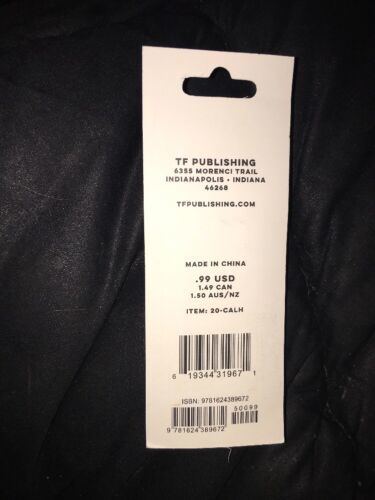 TF PUBLISHING
6355 MORENCI TRAIL
INDIANAPOLIS • INDIANA
46268
TFPUBLISHING.COM
MADE IN CHINA
.99 USD
1.49 CAN
1.50 AUS/NZ
ITEM: 20-CALH
6 19344 31967 1
ISBN: 9781624389672
50099
9 781624 389672